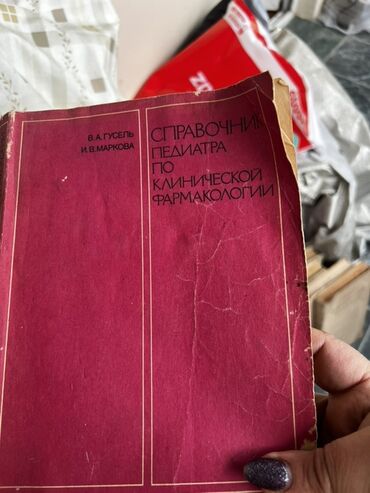 В.А.ГУСЕЛЬ
И.В.МАРКОВА
СПРАВОЧНИК
ПЕДИАТРА
ПО
КЛИНИЧЕСКОЙ
ФАРМАКОЛОГИИ